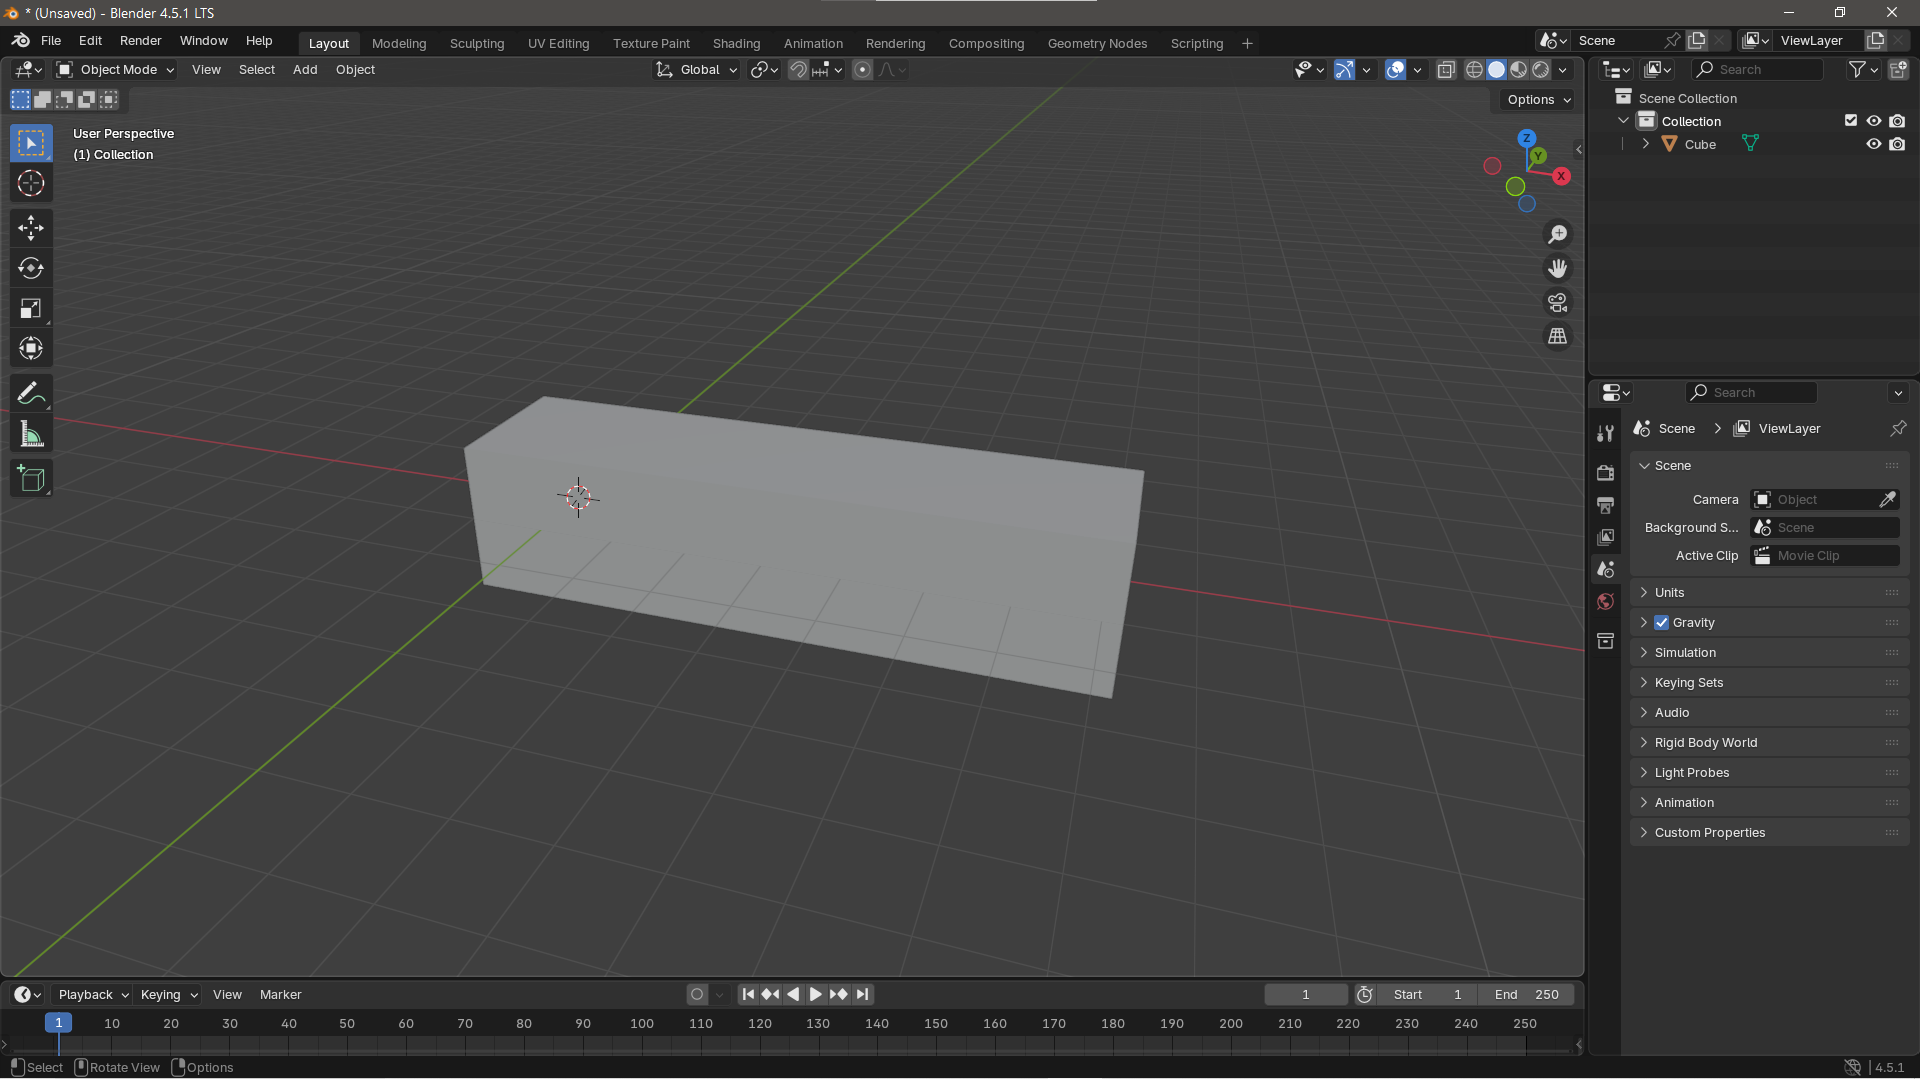 * (Unsaved) - Blender 4.5.1 LTS
File Edit Render Window Help Layout Modeling Sculpting UV Editing Texture Paint Shading Animation Rendering Compositing Geometry Nodes Scripting + Scene ViewLayer
Object Mode View Select Add Object Global Search
Options
User Perspective
(1) Collection
Z
Y
X
Scene Collection
Collection
Cube
Search
Scene > ViewLayer
Scene
Camera Object
Background S... Scene
Active Clip Movie Clip
Units
Gravity
Simulation
Keying Sets
Audio
Rigid Body World
Light Probes
Animation
Custom Properties
Playback Keying View Marker 1 Start 1 End 250
1 10 20 30 40 50 60 70 80 90 100 110 120 130 140 150 160 170 180 190 200 210 220 230 240 250
Select Rotate View Options 4.5.1